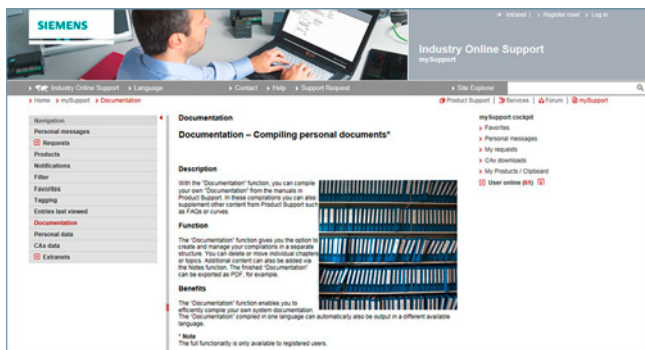 SIEMENS
Intranet | Register now! Log in
Industry Online Support
mySupport
Industry Online Support Language Contact Help Support Request Site Explorer
Home mySupport Documentation Product Support | Services | Forum | mySupport
Navigation
Personal messages
Requests
Products
Notifications
Filter
Favorites
Tagging
Entries last viewed
Documentation
Personal data
CAx data
Extranets
Documentation
Documentation – Compiling personal documents*
Description
With the "Documentation" function, you can compile
your own "Documentation" from the manuals in
Product Support. In these compilations you can also
supplement other content from Product Support such
as FAQs or curves.
Function
The "Documentation" function gives you the option to
create and manage your compilations in a separate
structure. You can delete or move individual chapters
or topics. Additional content can also be added via
the Notes function. The finished "Documentation"
can be exported as PDF, for example.
Benefits
The "Documentation" function enables you to
efficiently compile your own system documentation.
The "Documentation" compiled in one language can automatically also be output in a different available
language.
* Note
The full functionality is only available to registered users.
mySupport cockpit
Favorites
Personal messages
My requests
CAx downloads
My Products / Clipboard
User online